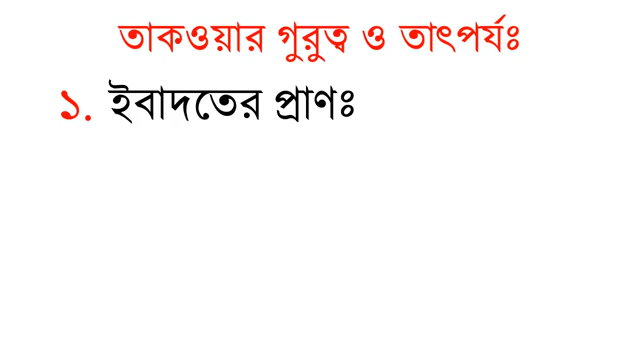 তাকওয়ার গুরুত্ব ও তাৎপর্যঃ
১. ইবাদতের প্রাণঃ